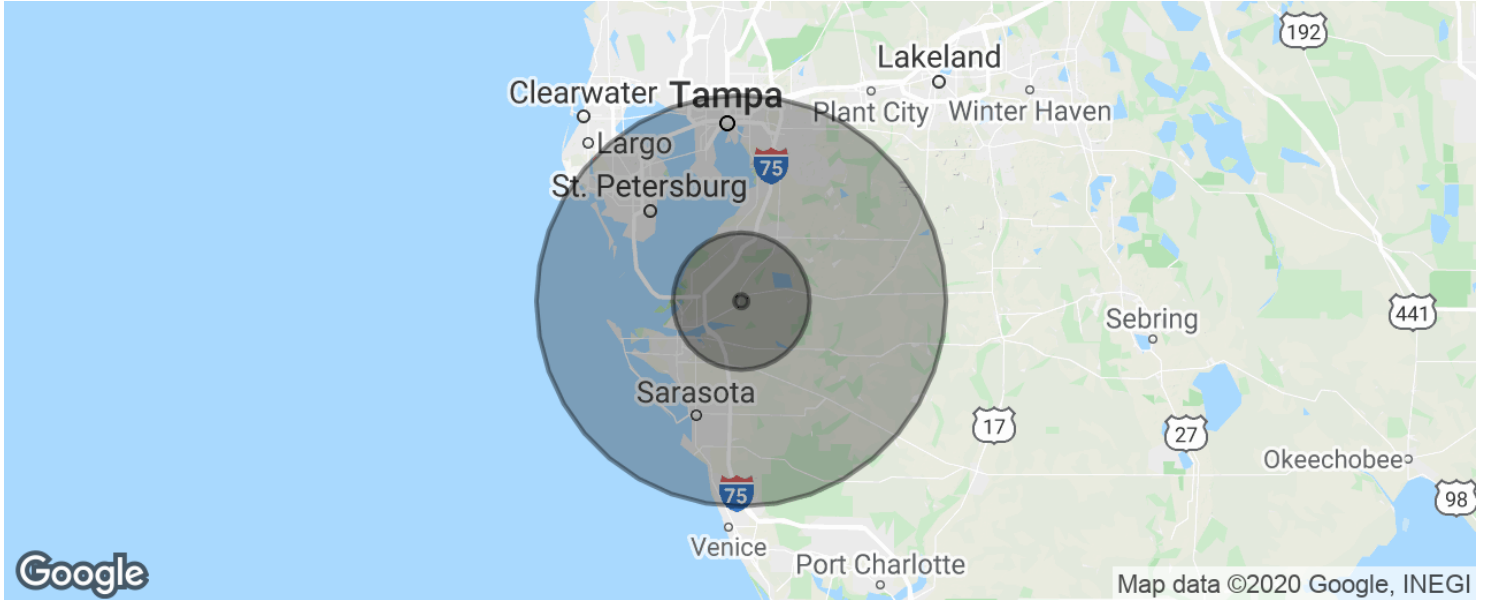 192
Lakeland
Clearwater
Tampa
Plant City
Winter Haven
Largo
75
St. Petersburg
441
Sebring
Sarasota
17
27
Okeechobee
75
98
Venice
Port Charlotte
Google
Map data ©2020 Google, INEGI